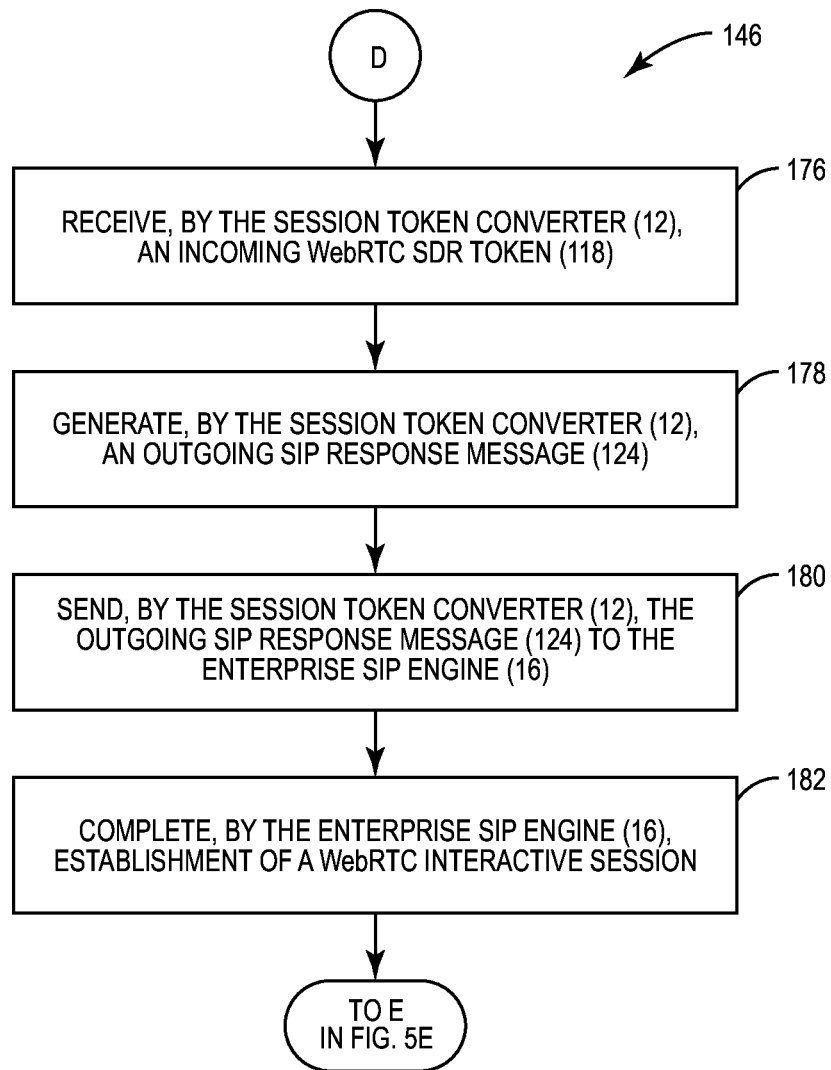 D
146
176
RECEIVE, BY THE SESSION TOKEN CONVERTER (12),
AN INCOMING WebRTC SDR TOKEN (118)
178
GENERATE, BY THE SESSION TOKEN CONVERTER (12),
AN OUTGOING SIP RESPONSE MESSAGE (124)
180
SEND, BY THE SESSION TOKEN CONVERTER (12), THE
OUTGOING SIP RESPONSE MESSAGE (124) TO THE
ENTERPRISE SIP ENGINE (16)
182
COMPLETE, BY THE ENTERPRISE SIP ENGINE (16),
ESTABLISHMENT OF A WebRTC INTERACTIVE SESSION
TO E
IN FIG. 5E